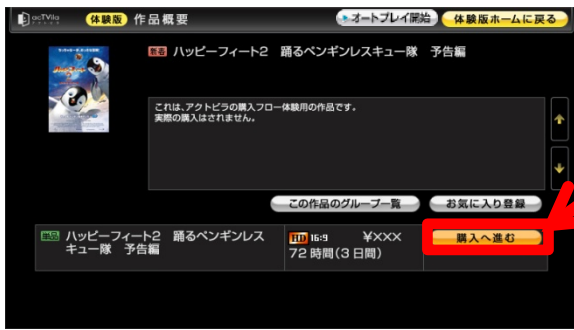 acTVila 体験版 作品概要 オートプレイ開始 体験版ホームに戻る
新着 ハッピーフィート2 踊るペンギンレスキュー隊 予告編
これは、アクトビラの購入フロー体験用の作品です。
実際の購入はされません。
この作品のグループ一覧 お気に入り登録
単品 ハッピーフィート2 踊るペンギンレス
キュー隊 予告編
HD 16:9 ¥XXX
72時間(3日間)
購入へ進む